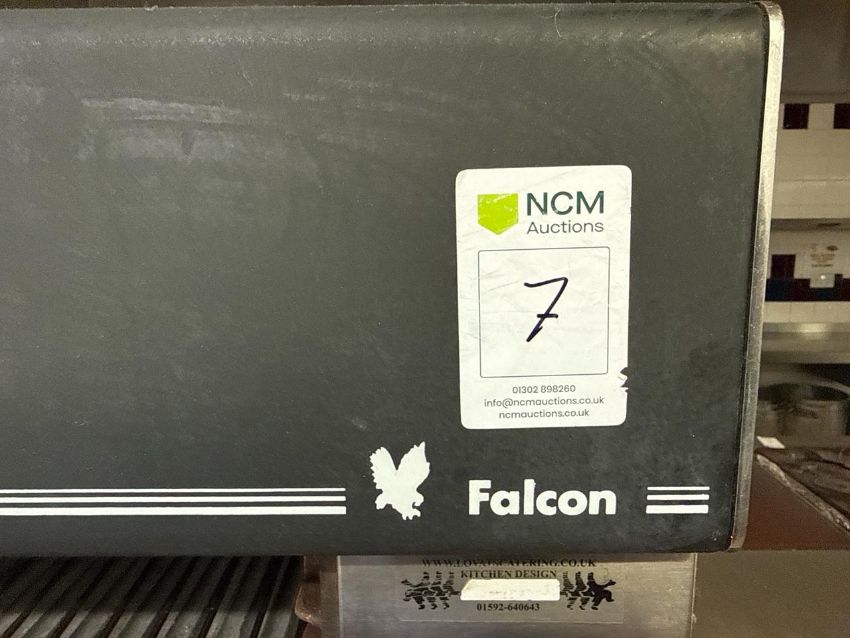 NCM
Auctions
7
01302 898260
info@ncmauctions.co.uk
ncmauctions.co.uk
Falcon
WWW.LOVATSCATERING.CO.UK
KITCHEN DESIGN
01592-640643